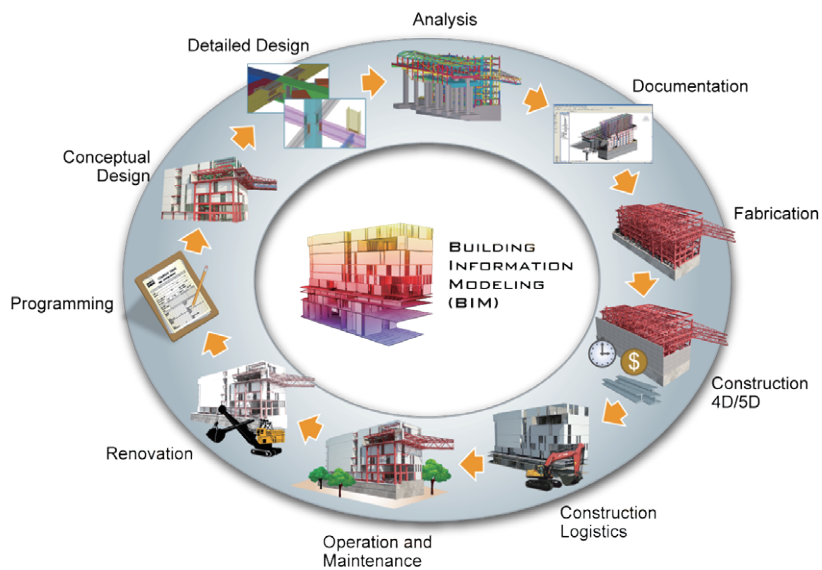 Analysis
Detailed Design
Documentation
Conceptual
Design
Fabrication
BUILDING
INFORMATION
MODELING
(BIM)
Programming
$
Construction
4D/5D
Renovation
Construction
Logistics
Operation and
Maintenance